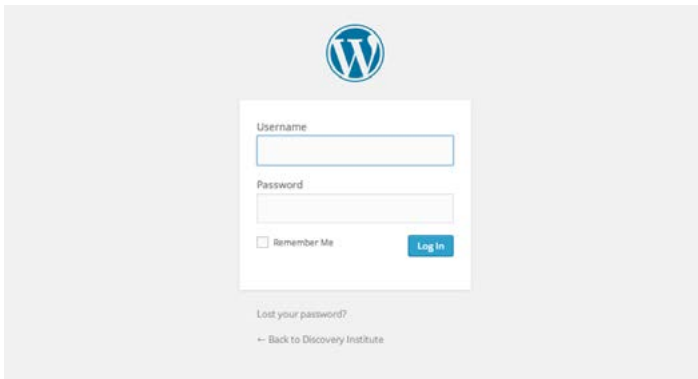 W
Username
Password
Remember Me
Log In
Lost your password?
← Back to Discovery Institute